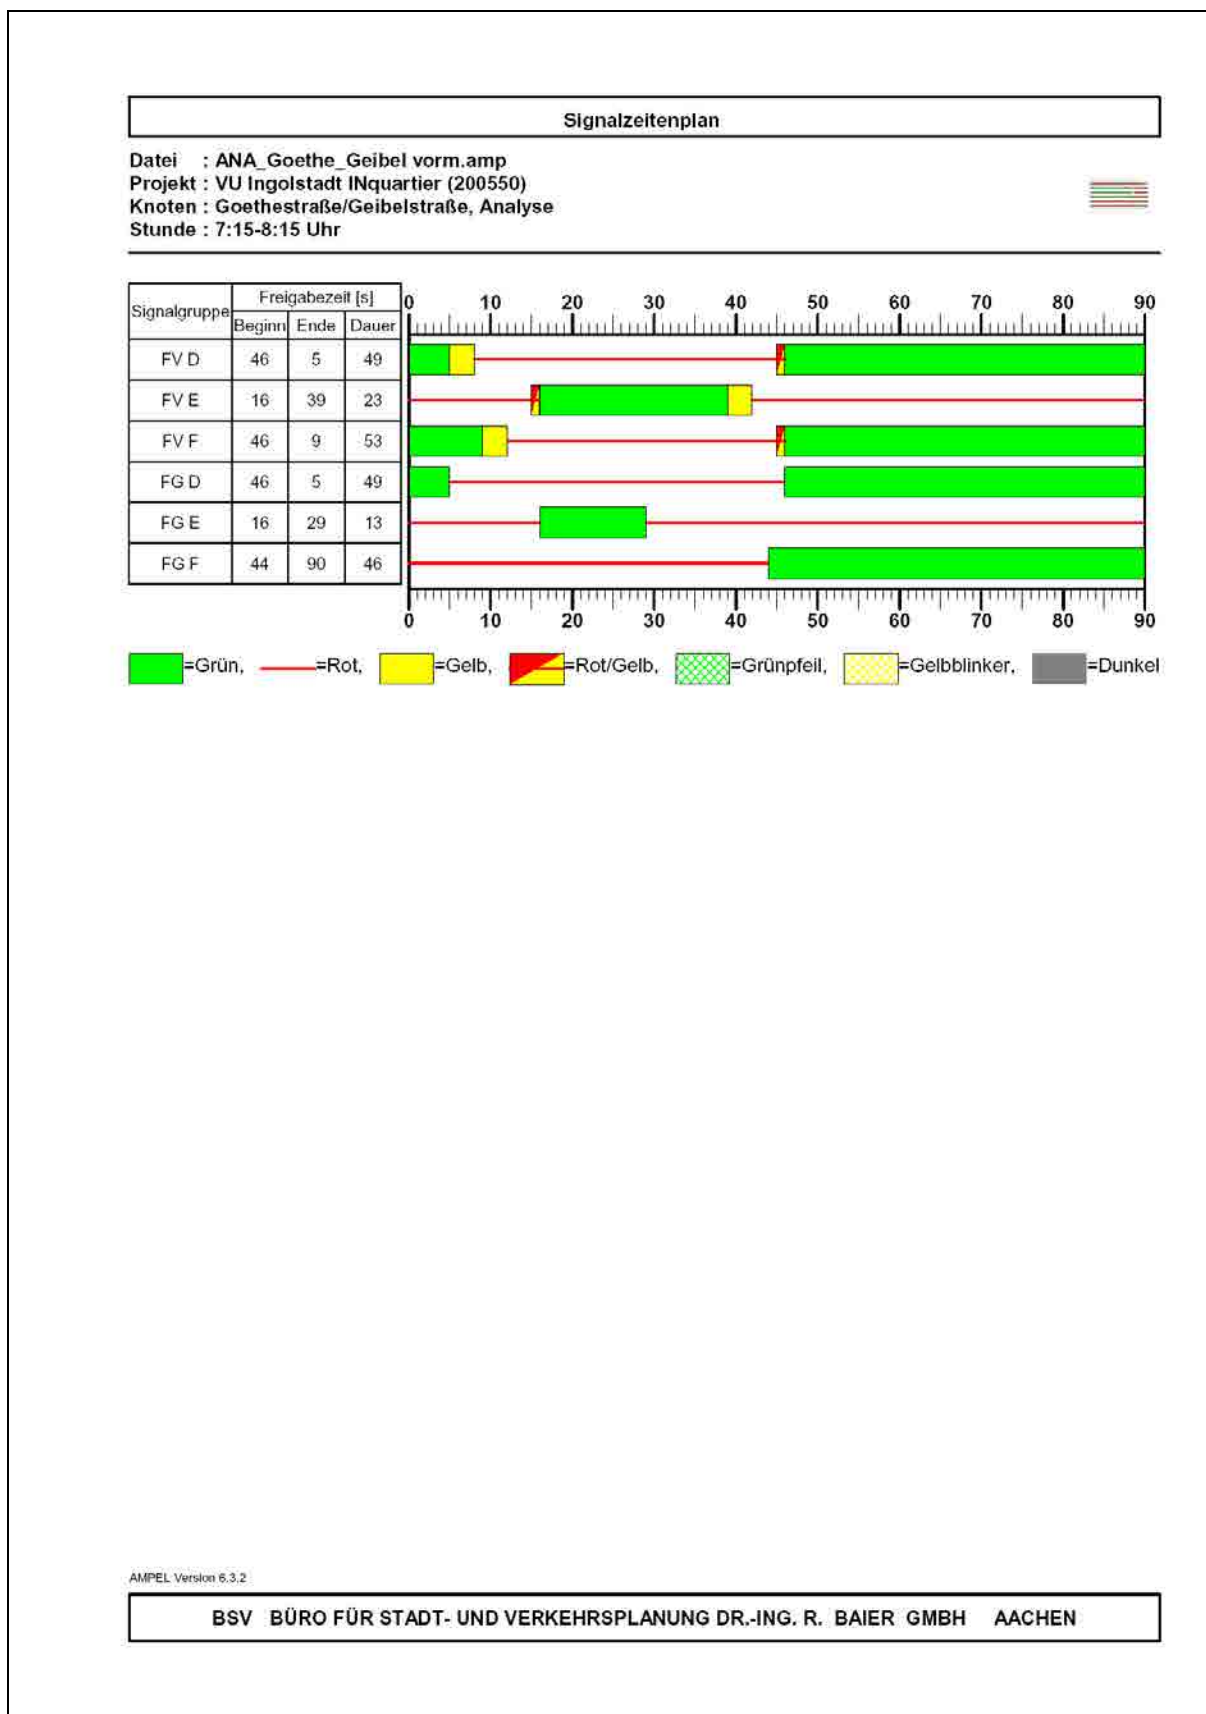 Signalzeitenplan
Datei : ANA_Goethe_Geibel vorm.amp
Projekt : VU Ingolstadt INquartier (200550)
Knoten : Goethestraße/Geibelstraße, Analyse
Stunde : 7:15-8:15 Uhr
Signalgruppe Freigabezeit [s]
Beginn Ende Dauer
0 10 20 30 40 50 60 70 80 90
FV D 46 5 49
FV E 16 39 23
FV F 46 9 53
FG D 46 5 49
FG E 16 29 13
FG F 44 90 46
0 10 20 30 40 50 60 70 80 90
=Grün, =Rot, =Gelb, =Rot/Gelb, =Grünpfeil, =Gelbblinker, =Dunkel
AMPEL Version 6.3.2
BSV BÜRO FÜR STADT- UND VERKEHRSPLANUNG DR.-ING. R. BAIER GMBH AACHEN